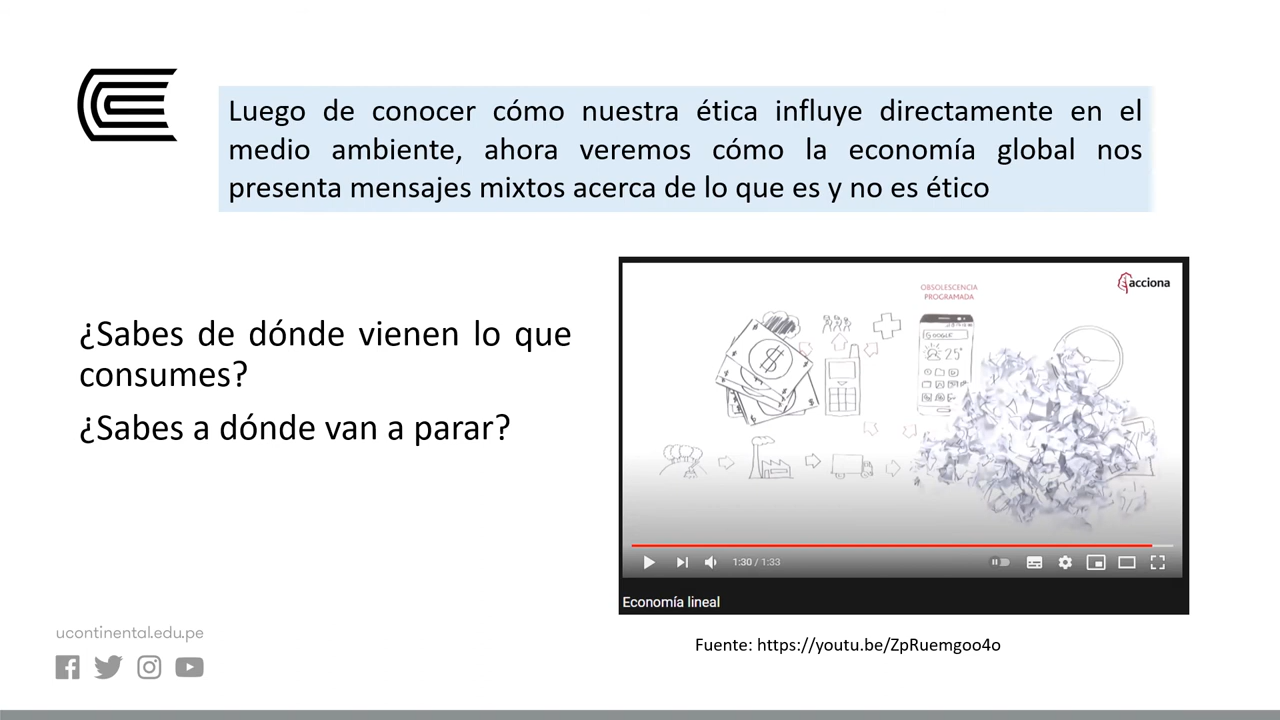 Luego de conocer cómo nuestra ética influye directamente en el
medio ambiente, ahora veremos cómo la economía global nos
presenta mensajes mixtos acerca de lo que es y no es ético
¿Sabes de dónde vienen lo que
consumes?
¿Sabes a dónde van a parar?
acciona
OBSOLESCENCIA
PROGRAMADA
GOOGLE
25°
$
1:30 / 1:33
Economía lineal
Fuente: https://youtu.be/ZpRuemgoo4o
ucontinental.edu.pe